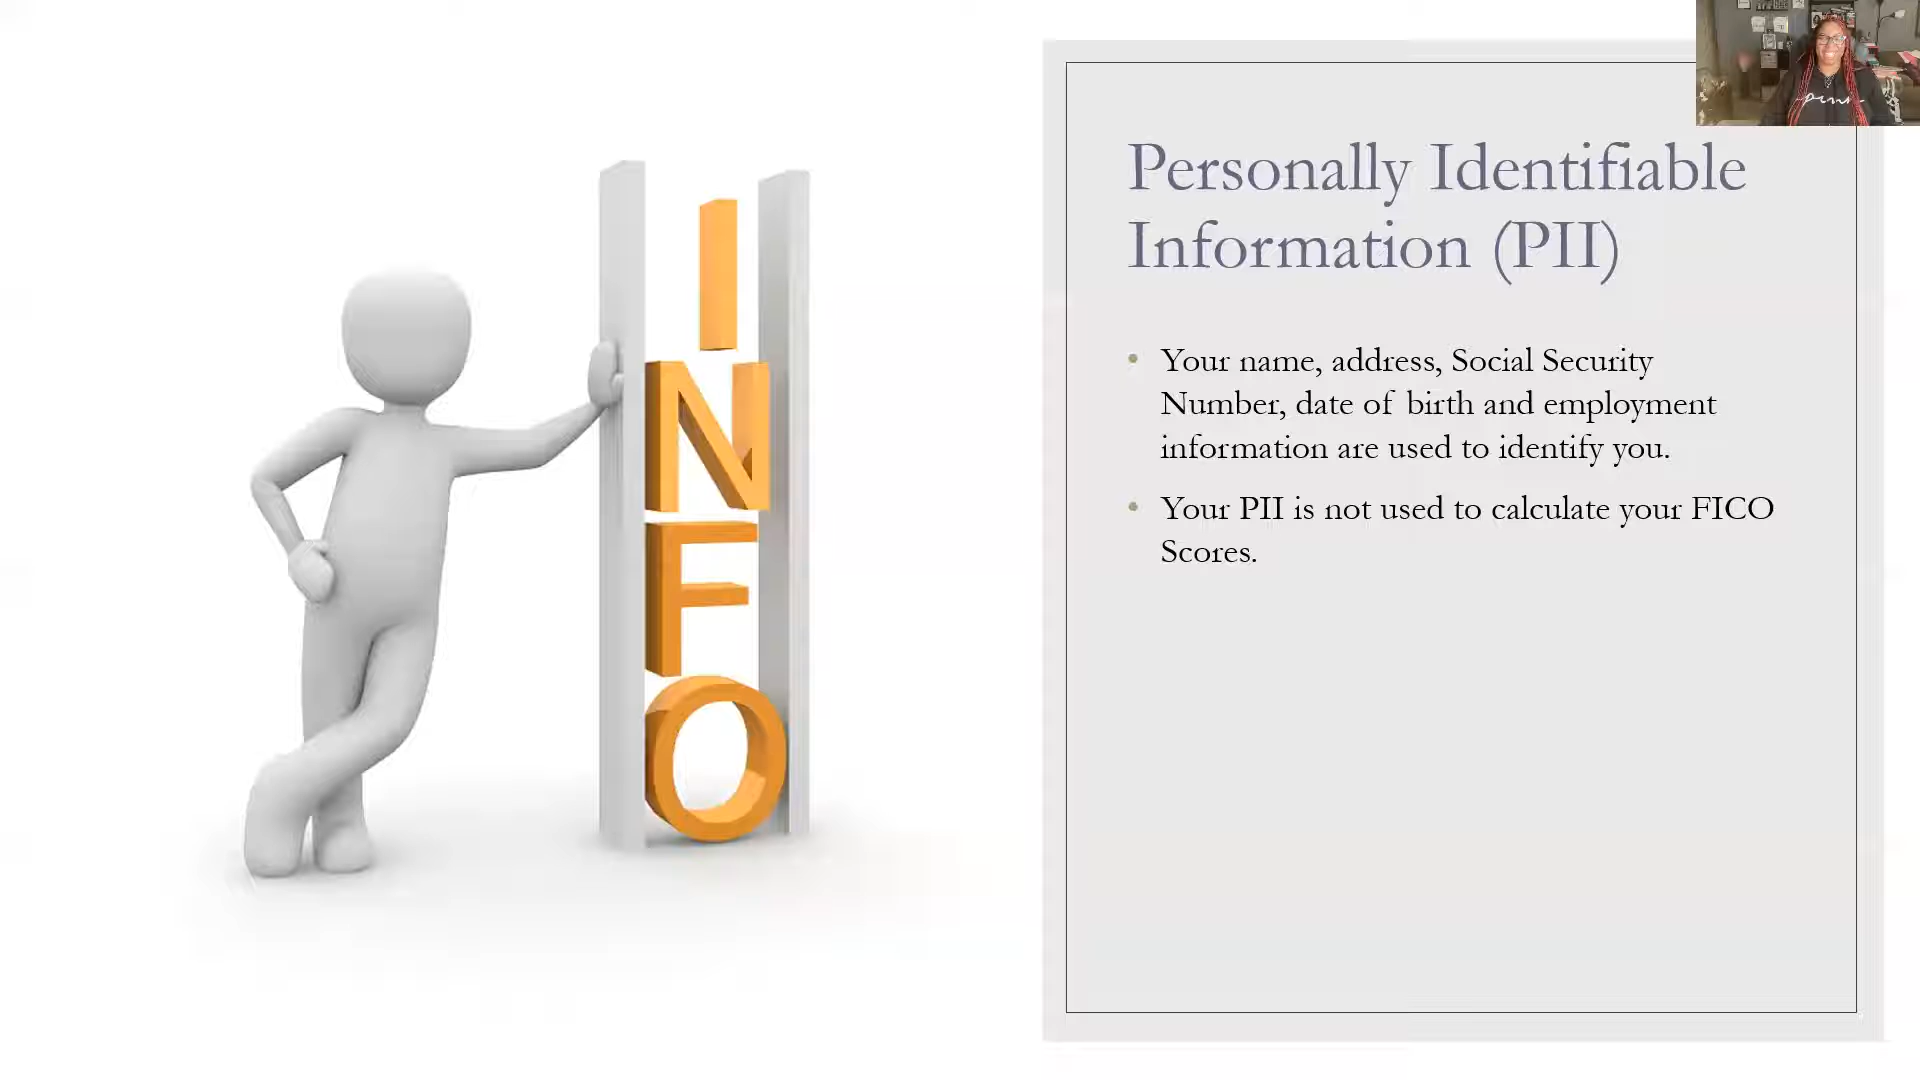 I
N
F
O
Personally Identifiable
Information (PII)
• Your name, address, Social Security
Number, date of birth and employment
information are used to identify you.
• Your PII is not used to calculate your FICO
Scores.